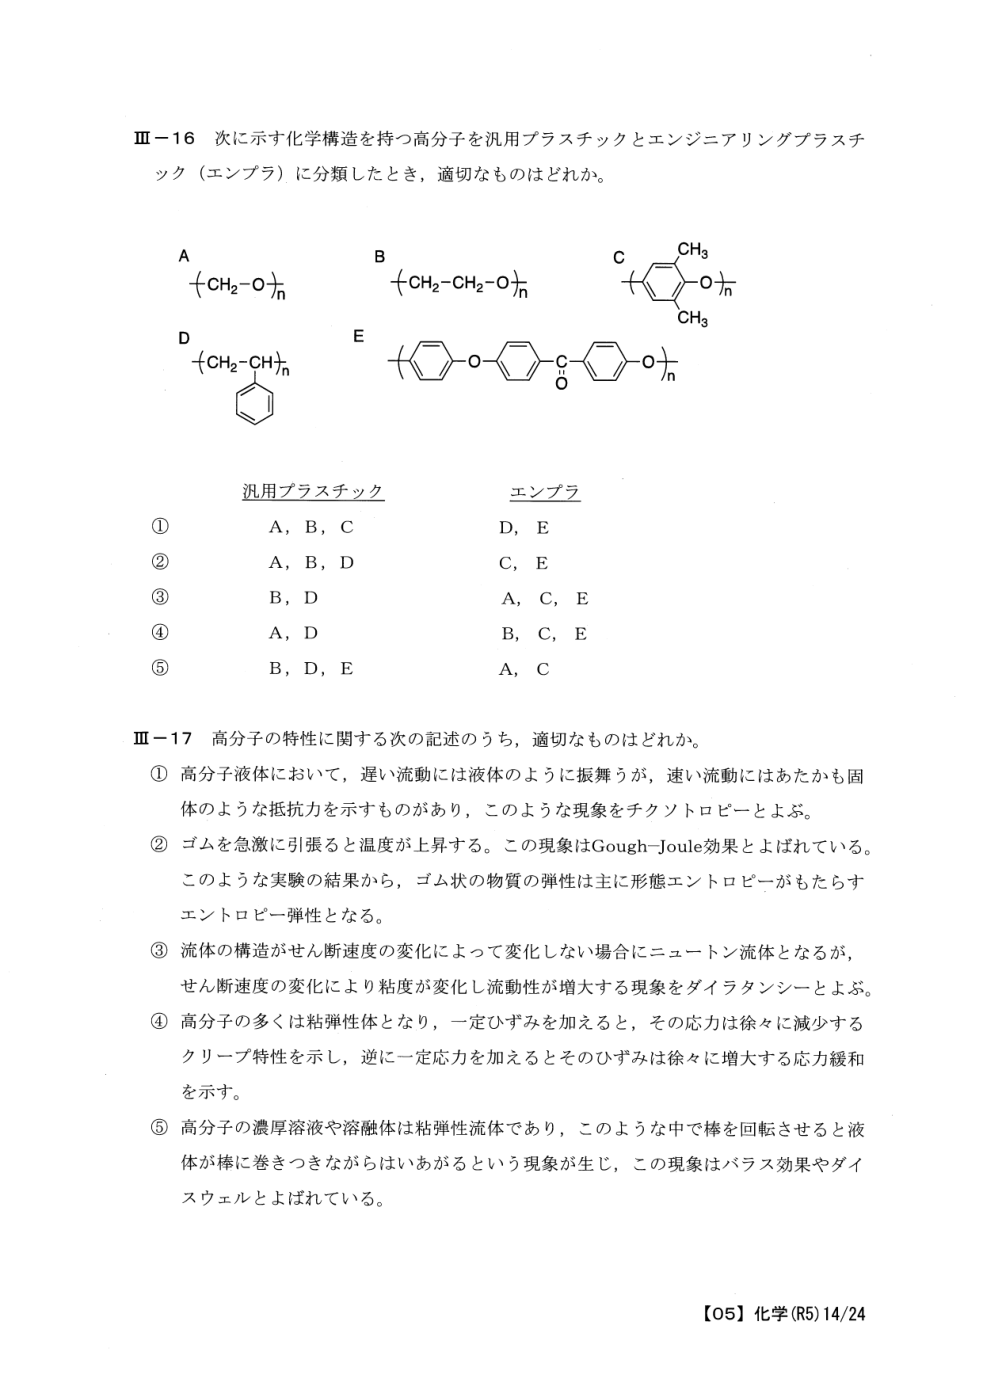 Ⅲ－16　次に示す化学構造を持つ高分子を汎用プラスチックとエンジニアリングプラスチ
ック（エンプラ）に分類したとき，適切なものはどれか。
A
B
C
CH3
(CH2-O)n
(CH2-CH2-O)n
O
n
CH3
D
E
(CH2-CH)n
O
C
O
O
n
汎用プラスチック　エンプラ
①　A，B，C　D，E
②　A，B，D　C，E
③　B，D　A，C，E
④　A，D　B，C，E
⑤　B，D，E　A，C
Ⅲ－17　高分子の特性に関する次の記述のうち，適切なものはどれか。
①　高分子液体において，遅い流動には液体のように振舞うが，速い流動にはあたかも固
体のような抵抗力を示すものがあり，このような現象をチクソトロピーとよぶ。
②　ゴムを急激に引張ると温度が上昇する。この現象はGough－Joule効果とよばれている。
このような実験の結果から，ゴム状の物質の弾性は主に形態エントロピーがもたらす
エントロピー弾性となる。
③　流体の構造がせん断速度の変化によって変化しない場合にニュートン流体となるが，
せん断速度の変化により粘度が変化し流動性が増大する現象をダイラタンシーとよぶ。
④　高分子の多くは粘弾性体となり，一定ひずみを加えると，その応力は徐々に減少する
クリープ特性を示し，逆に一定応力を加えるとそのひずみは徐々に増大する応力緩和
を示す。
⑤　高分子の濃厚溶液や溶融体は粘弾性流体であり，このような中で棒を回転させると液
体が棒に巻きつきながらはいあがるという現象が生じ，この現象はバラス効果やダイ
スウェルとよばれている。
【05】化学(R5)14/24